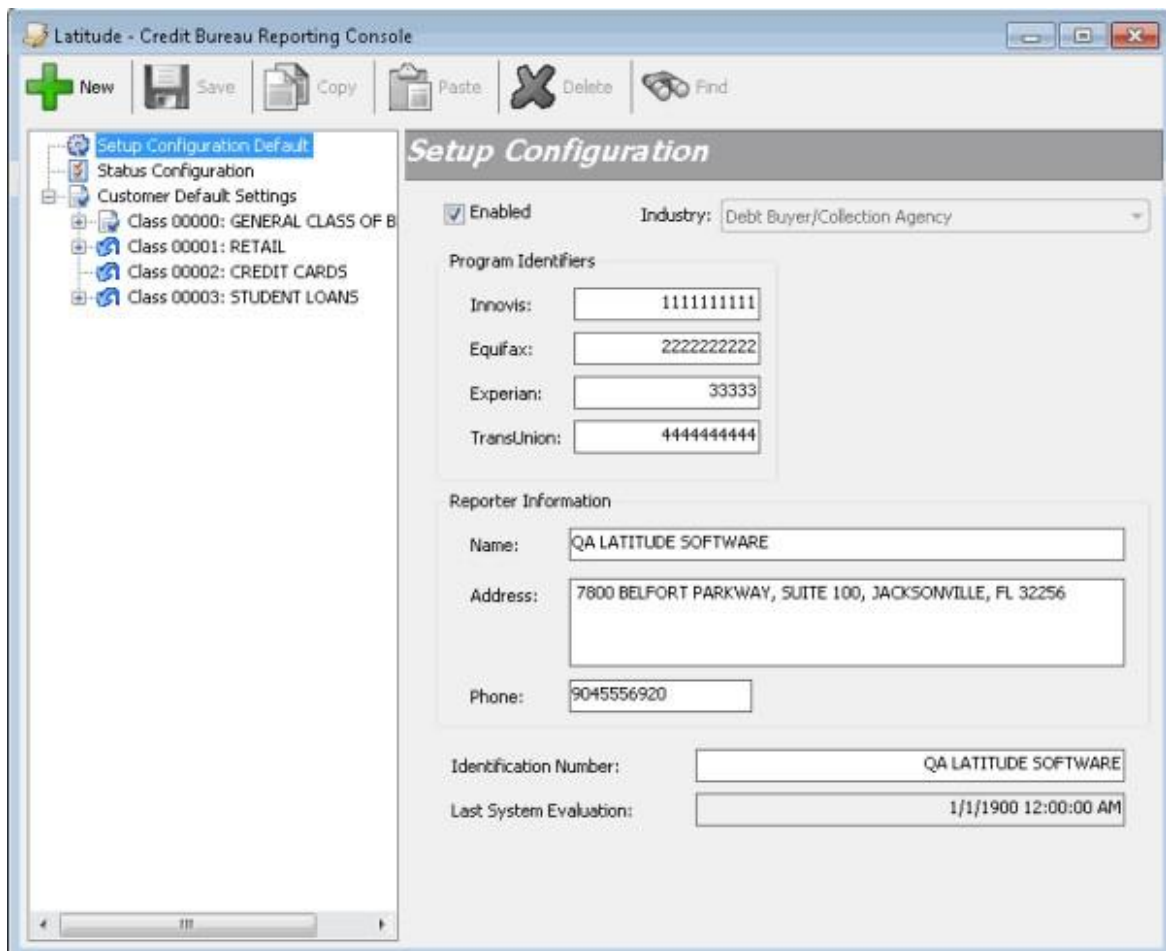 Latitude - Credit Bureau Reporting Console
New Save Copy Paste Delete Find
Setup Configuration Default
Status Configuration
Customer Default Settings
Class 00000: GENERAL CLASS OF B
Class 00001: RETAIL
Class 00002: CREDIT CARDS
Class 00003: STUDENT LOANS
Setup Configuration
Enabled Industry: Debt Buyer/Collection Agency
Program Identifiers
Innovis: 1111111111
Equifax: 2222222222
Experian: 33333
TransUnion: 4444444444
Reporter Information
Name: QA LATITUDE SOFTWARE
Address: 7800 BELFORT PARKWAY, SUITE 100, JACKSONVILLE, FL 32256
Phone: 9045556920
Identification Number: QA LATITUDE SOFTWARE
Last System Evaluation: 1/1/1900 12:00:00 AM